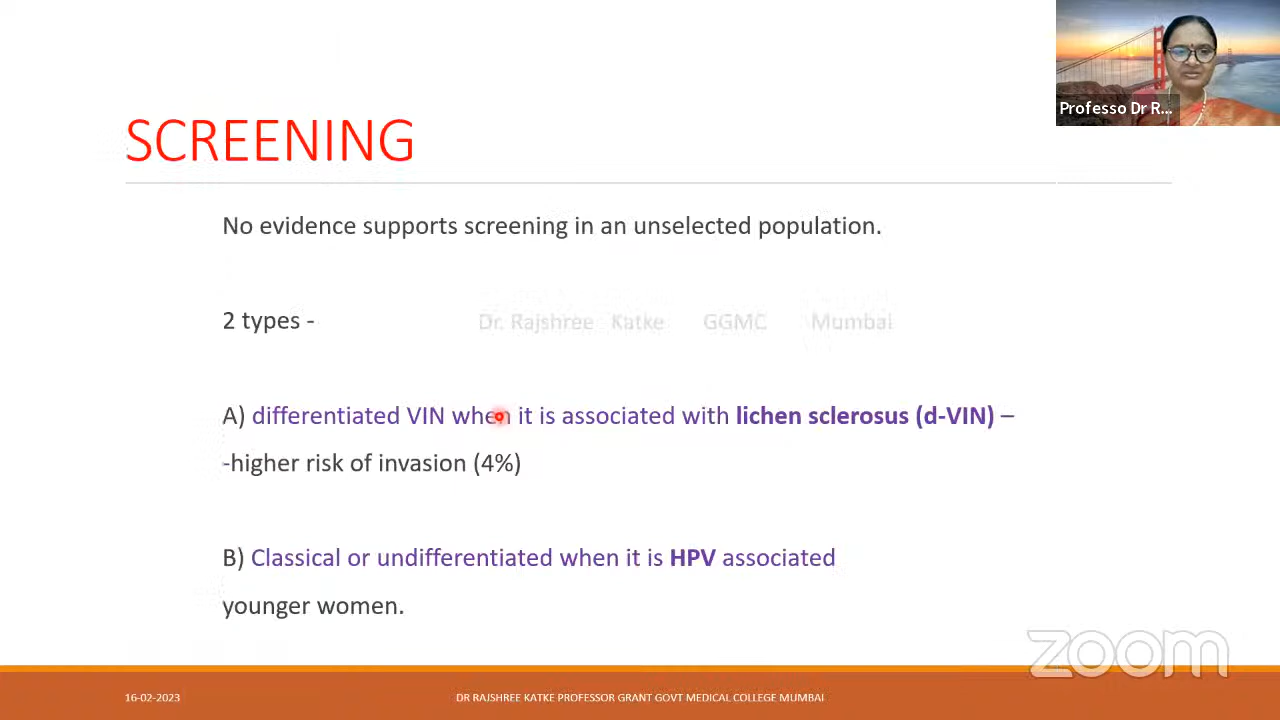 Professo Dr R...
SCREENING
No evidence supports screening in an unselected population.
2 types -
Dr. Rajshree Katke GGMC Mumbai
A) differentiated VIN when it is associated with lichen sclerosus (d-VIN) –
-higher risk of invasion (4%)
B) Classical or undifferentiated when it is HPV associated
younger women.
zoom
16-02-2023
DR RAJSHREE KATKE PROFESSOR GRANT GOVT MEDICAL COLLEGE MUMBAI